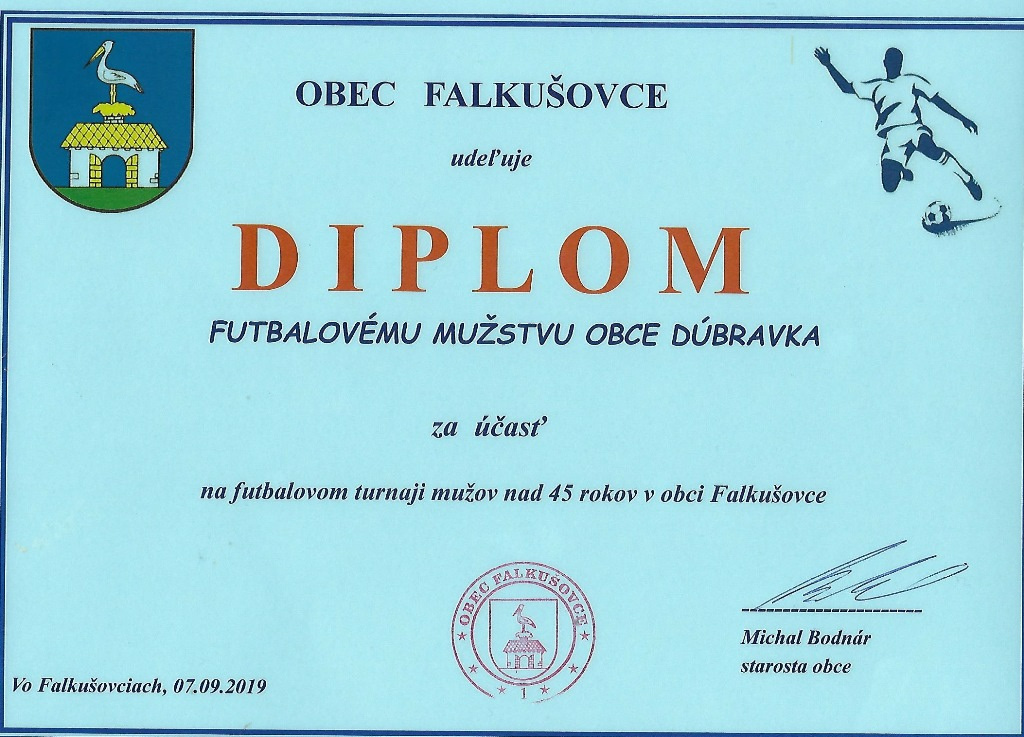 OBEC FALKUŠOVCE
udeľuje
DIPLOM
FUTBALOVÉMU MUŽSTVU OBCE DÚBRAVKA
za účasť
na futbalovom turnaji mužov nad 45 rokov v obci Falkušovce
OBEC FALKUŠOVCE
1
Michal Bodnár
starosta obce
Vo Falkušovciach, 07.09.2019